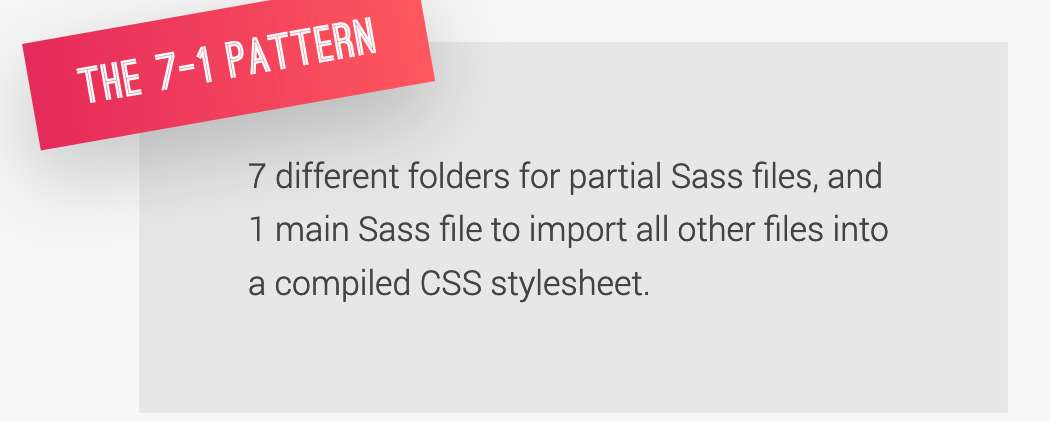 THE 7-1 PATTERN
7 different folders for partial Sass files, and
1 main Sass file to import all other files into
a compiled CSS stylesheet.